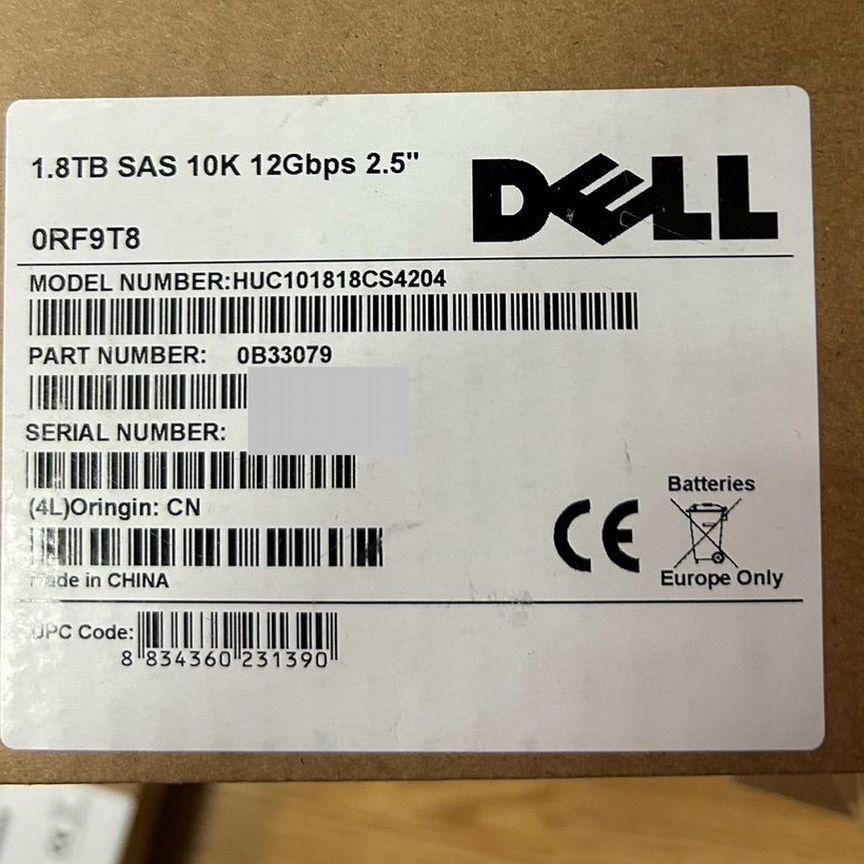 1.8TB SAS 10K 12Gbps 2.5"
DELL
0RF9T8
MODEL NUMBER:HUC101818CS4204
PART NUMBER: 0B33079
SERIAL NUMBER:
(4L)Oringin: CN
Made in CHINA
Batteries
CE
Europe Only
UPC Code:
8 834360 231390